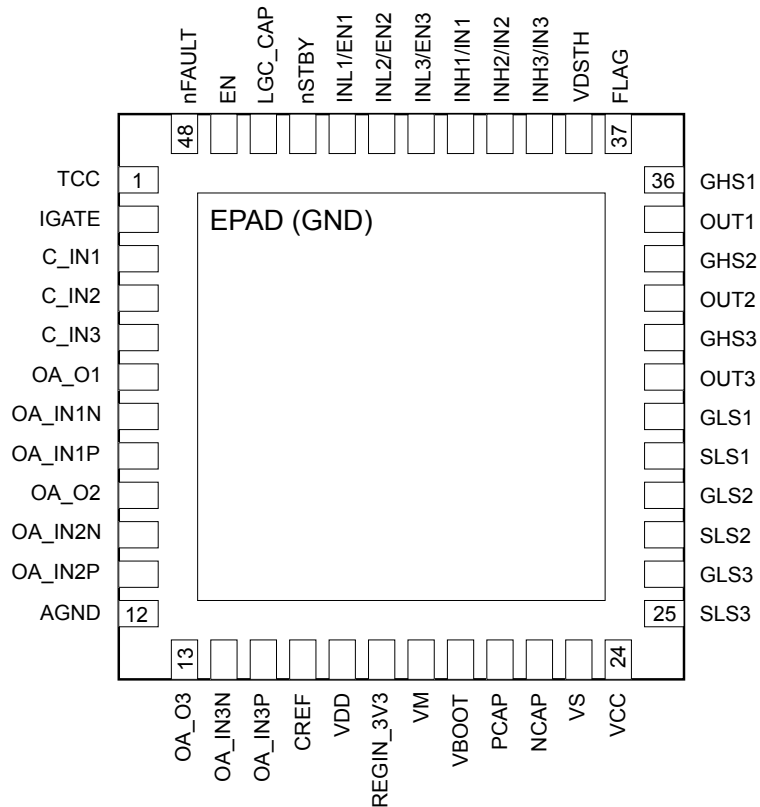 nFAULT
EN
LGC_CAP
nSTBY
INL1/EN1
INL2/EN2
INL3/EN3
INH1/IN1
INH2/IN2
INH3/IN3
VDSTH
FLAG
48
37
TCC
1
36
GHS1
IGATE
EPAD (GND)
OUT1
C_IN1
GHS2
C_IN2
OUT2
C_IN3
GHS3
OA_O1
OUT3
OA_IN1N
GLS1
OA_IN1P
SLS1
OA_O2
GLS2
OA_IN2N
SLS2
OA_IN2P
GLS3
AGND
12
25
SLS3
13
24
OA_O3
OA_IN3N
OA_IN3P
CREF
VDD
REGIN_3V3
VM
VBOOT
PCAP
NCAP
VS
VCC